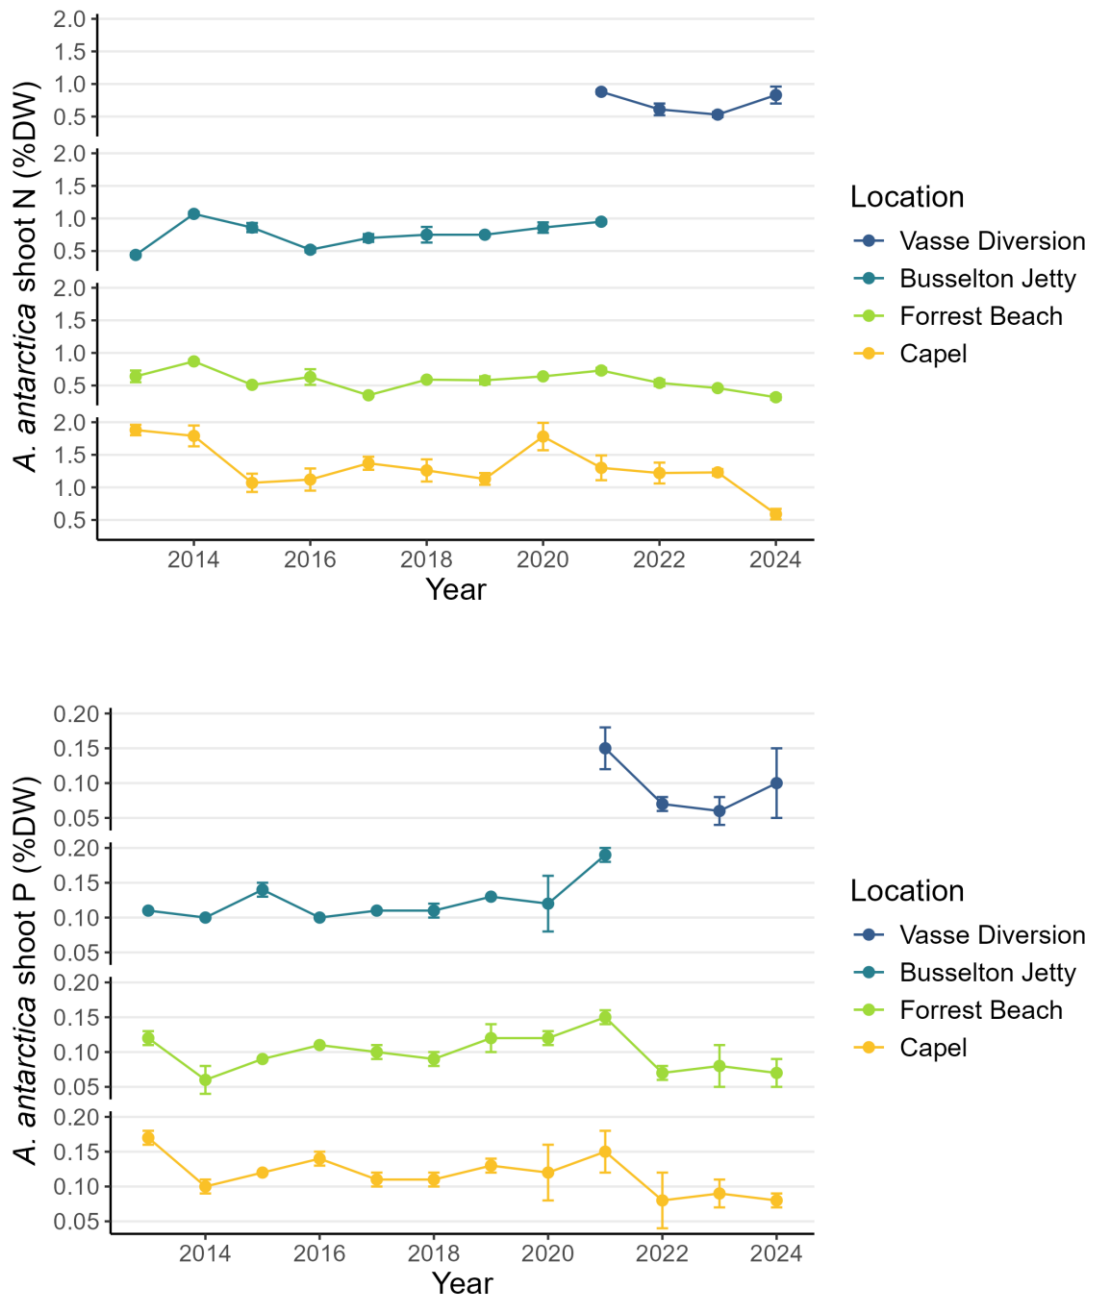 A. antarctica shoot N (%DW)
2.0
1.5
1.0
0.5
2.0
1.5
1.0
0.5
2.0
1.5
1.0
0.5
2.0
1.5
1.0
0.5
2014 2016 2018 2020 2022 2024
Year
Location
Vasse Diversion
Busselton Jetty
Forrest Beach
Capel
A. antarctica shoot P (%DW)
0.20
0.15
0.10
0.05
0.20
0.15
0.10
0.05
0.20
0.15
0.10
0.05
0.20
0.15
0.10
0.05
2014 2016 2018 2020 2022 2024
Year
Location
Vasse Diversion
Busselton Jetty
Forrest Beach
Capel